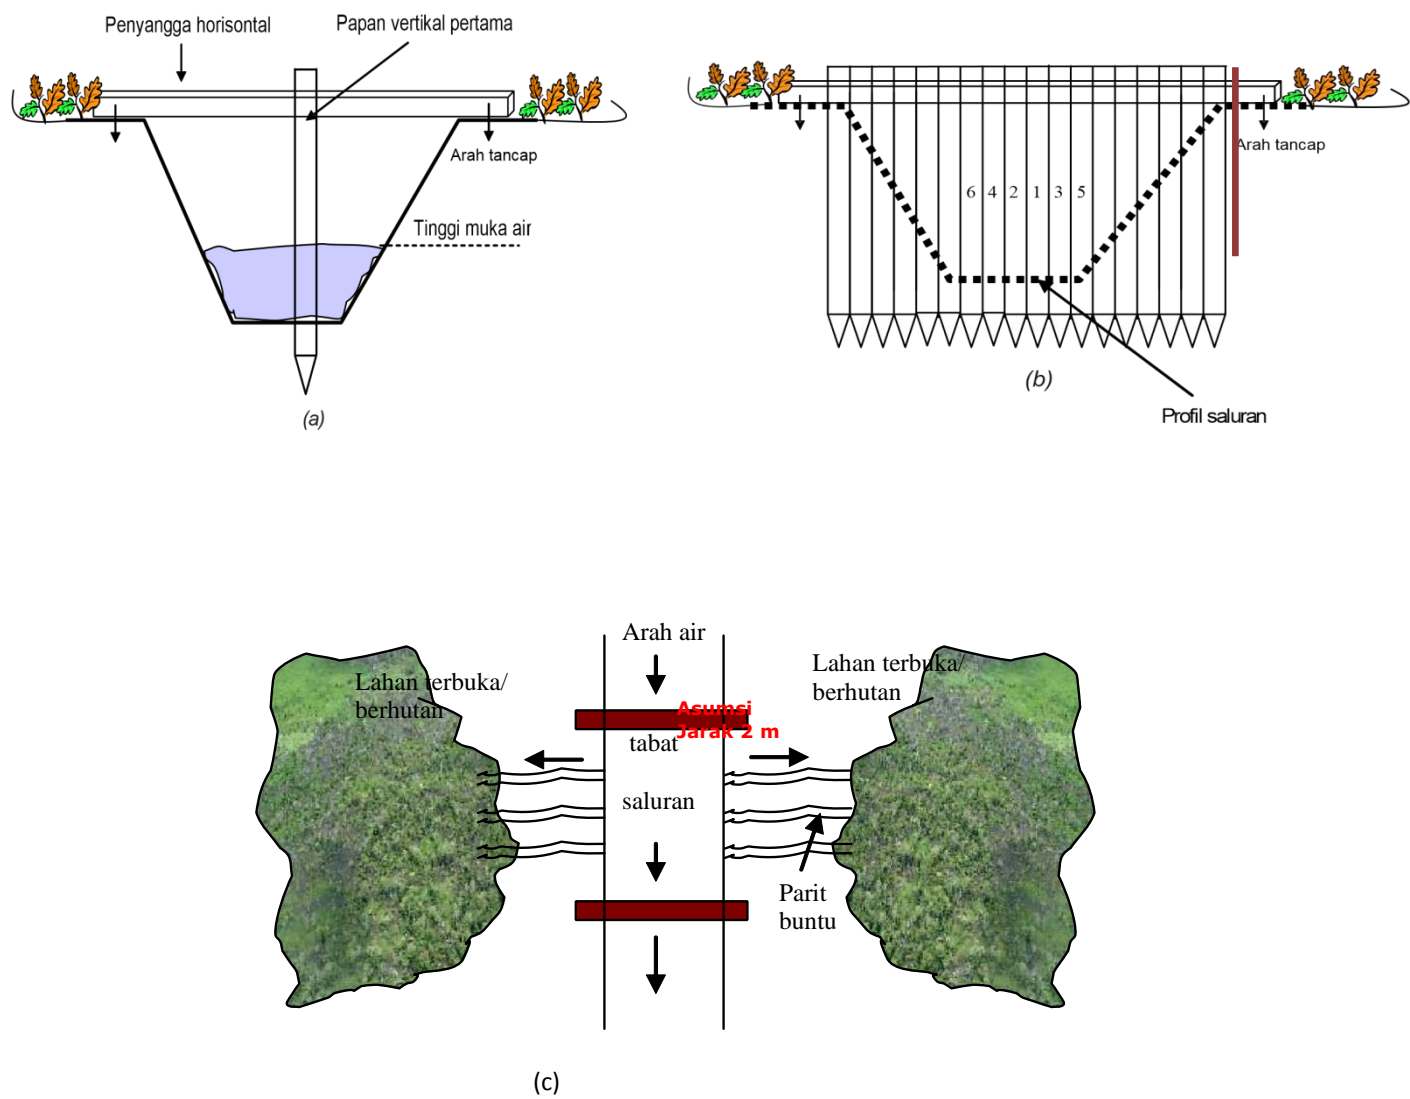 Penyangga horisontal
Papan vertikal pertama
Arah tancap
Tinggi muka air
(a)
Arah tancap
6 4 2 1 3 5
(b)
Profil saluran
Arah air
Lahan terbuka/
berhutan
Lahan terbuka/
berhutan
Asumsi
Jarak 2 m
tabat
saluran
Parit
buntu
(c)